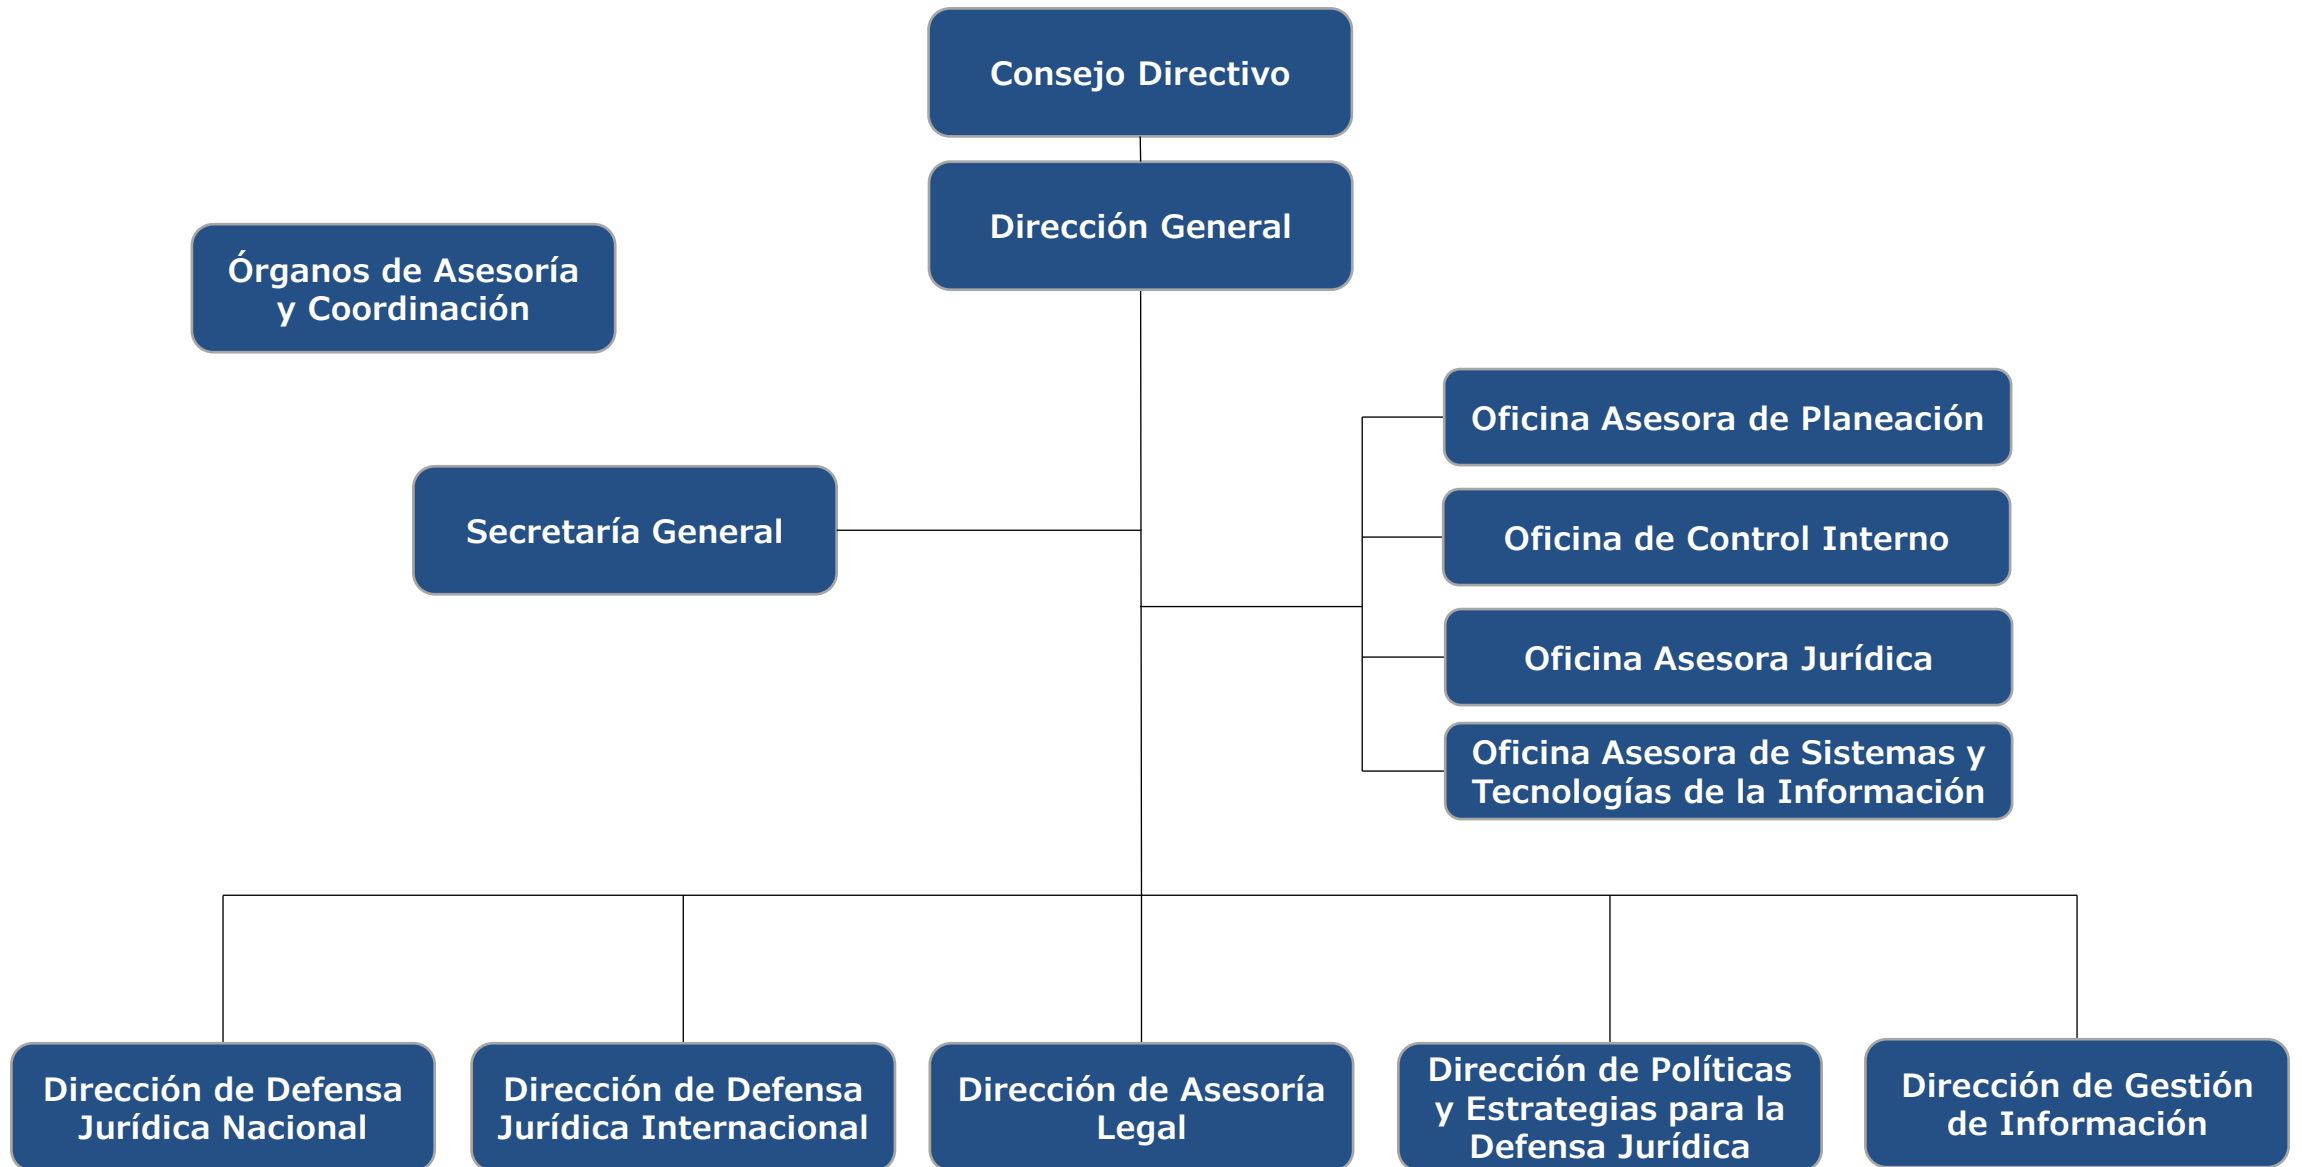 Consejo Directivo
Dirección General
Órganos de Asesoría
y Coordinación
Oficina Asesora de Planeación
Secretaría General
Oficina de Control Interno
Oficina Asesora Jurídica
Oficina Asesora de Sistemas y
Tecnologías de la Información
Dirección de Defensa
Jurídica Nacional
Dirección de Defensa
Jurídica Internacional
Dirección de Asesoría
Legal
Dirección de Políticas
y Estrategias para la
Defensa Jurídica
Dirección de Gestión
de Información